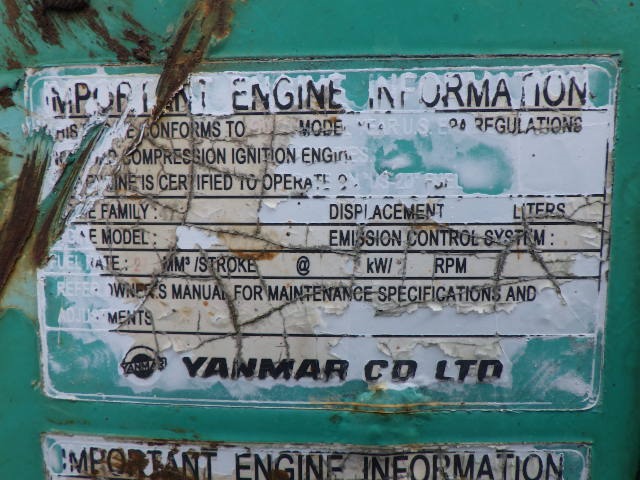 IMPORTANT ENGINE INFORMATION
CONFORMS TO MODEL YEAR U.S. EPA REGULATIONS
COMPRESSION IGNITION ENGINES
ENGINE IS CERTIFIED TO OPERATE ON FUEL
FAMILY : DISPLACEMENT LITERS
MODEL : EMISSION CONTROL SYSTEM :
RATE : MM³/STROKE @ kW/ RPM
REFER OWNER'S MANUAL FOR MAINTENANCE SPECIFICATIONS AND
ADJUSTMENTS
YANMAR YANMAR CO LTD
IMPORTANT ENGINE INFORMATION